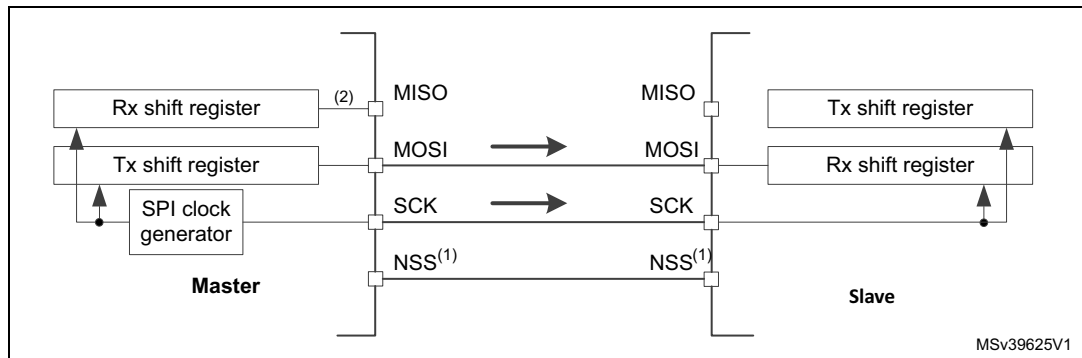 Rx shift register
(2)
MISO
MISO
Tx shift register
Tx shift register
MOSI
MOSI
Rx shift register
SPI clock
generator
SCK
SCK
NSS(1)
NSS(1)
Master
Slave
MSv39625V1